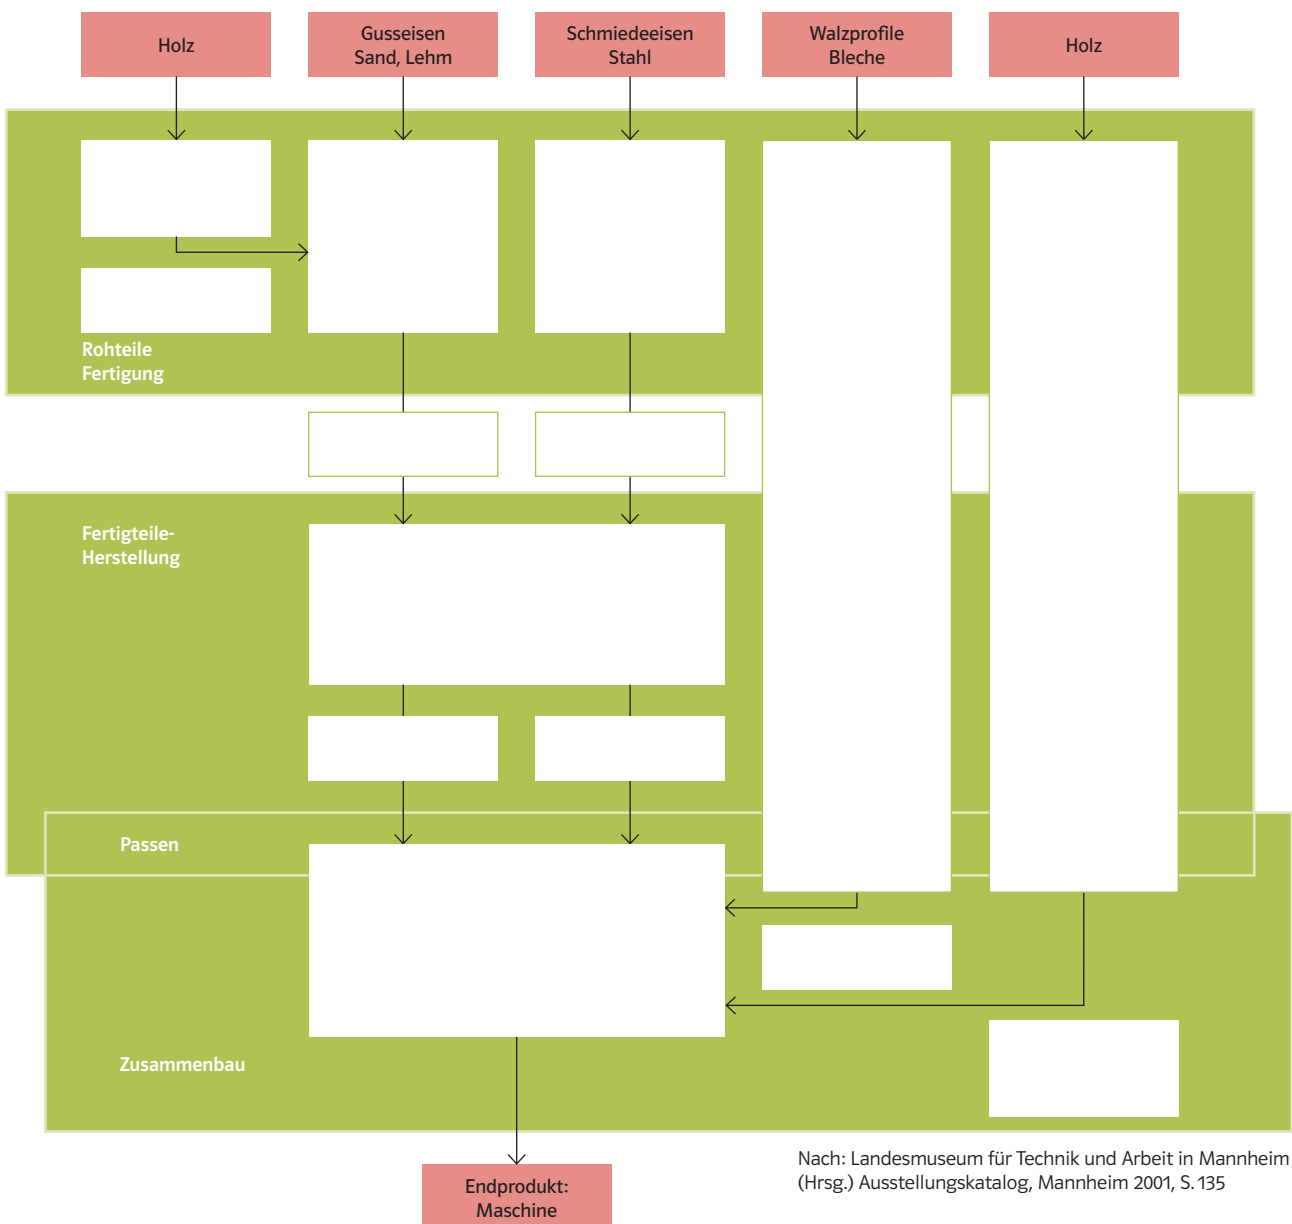 Holz
Gusseisen
Sand, Lehm
Schmiedeeisen
Stahl
Walzprofile
Bleche
Holz
Rohteile
Fertigung
Fertigteile-
Herstellung
Passen
Zusammenbau
Endprodukt:
Maschine
Nach: Landesmuseum für Technik und Arbeit in Mannheim
(Hrsg.) Ausstellungskatalog, Mannheim 2001, S. 135